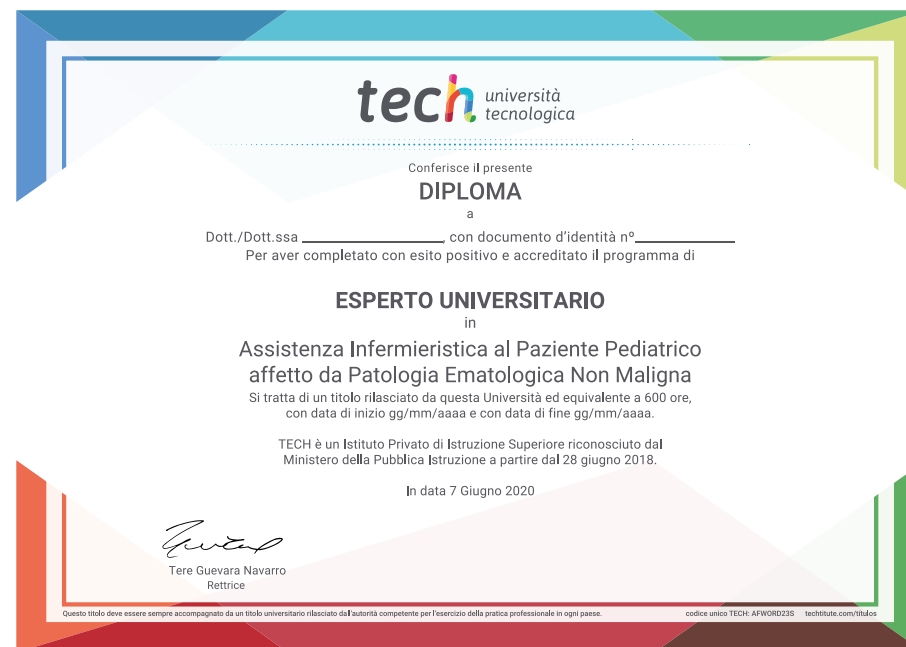 tech università
tecnologica
Conferisce il presente
DIPLOMA
a
Dott./Dott.ssa ____________________, con documento d'identità nº______________
Per aver completato con esito positivo e accreditato il programma di
ESPERTO UNIVERSITARIO
in
Assistenza Infermieristica al Paziente Pediatrico
affetto da Patologia Ematologica Non Maligna
Si tratta di un titolo rilasciato da questa Università ed equivalente a 600 ore,
con data di inizio gg/mm/aaaa e con data di fine gg/mm/aaaa.
TECH è un Istituto Privato di Istruzione Superiore riconosciuto dal
Ministero della Pubblica Istruzione a partire dal 28 giugno 2018.
In data 7 Giugno 2020
Tere Guevara Navarro
Rettrice
Questo titolo deve essere sempre accompagnato da un titolo universitario rilasciato dall'autorità competente per l'esercizio della pratica professionale in ogni paese. codice unico TECH: AFWORD23S techtitute.com/titulos